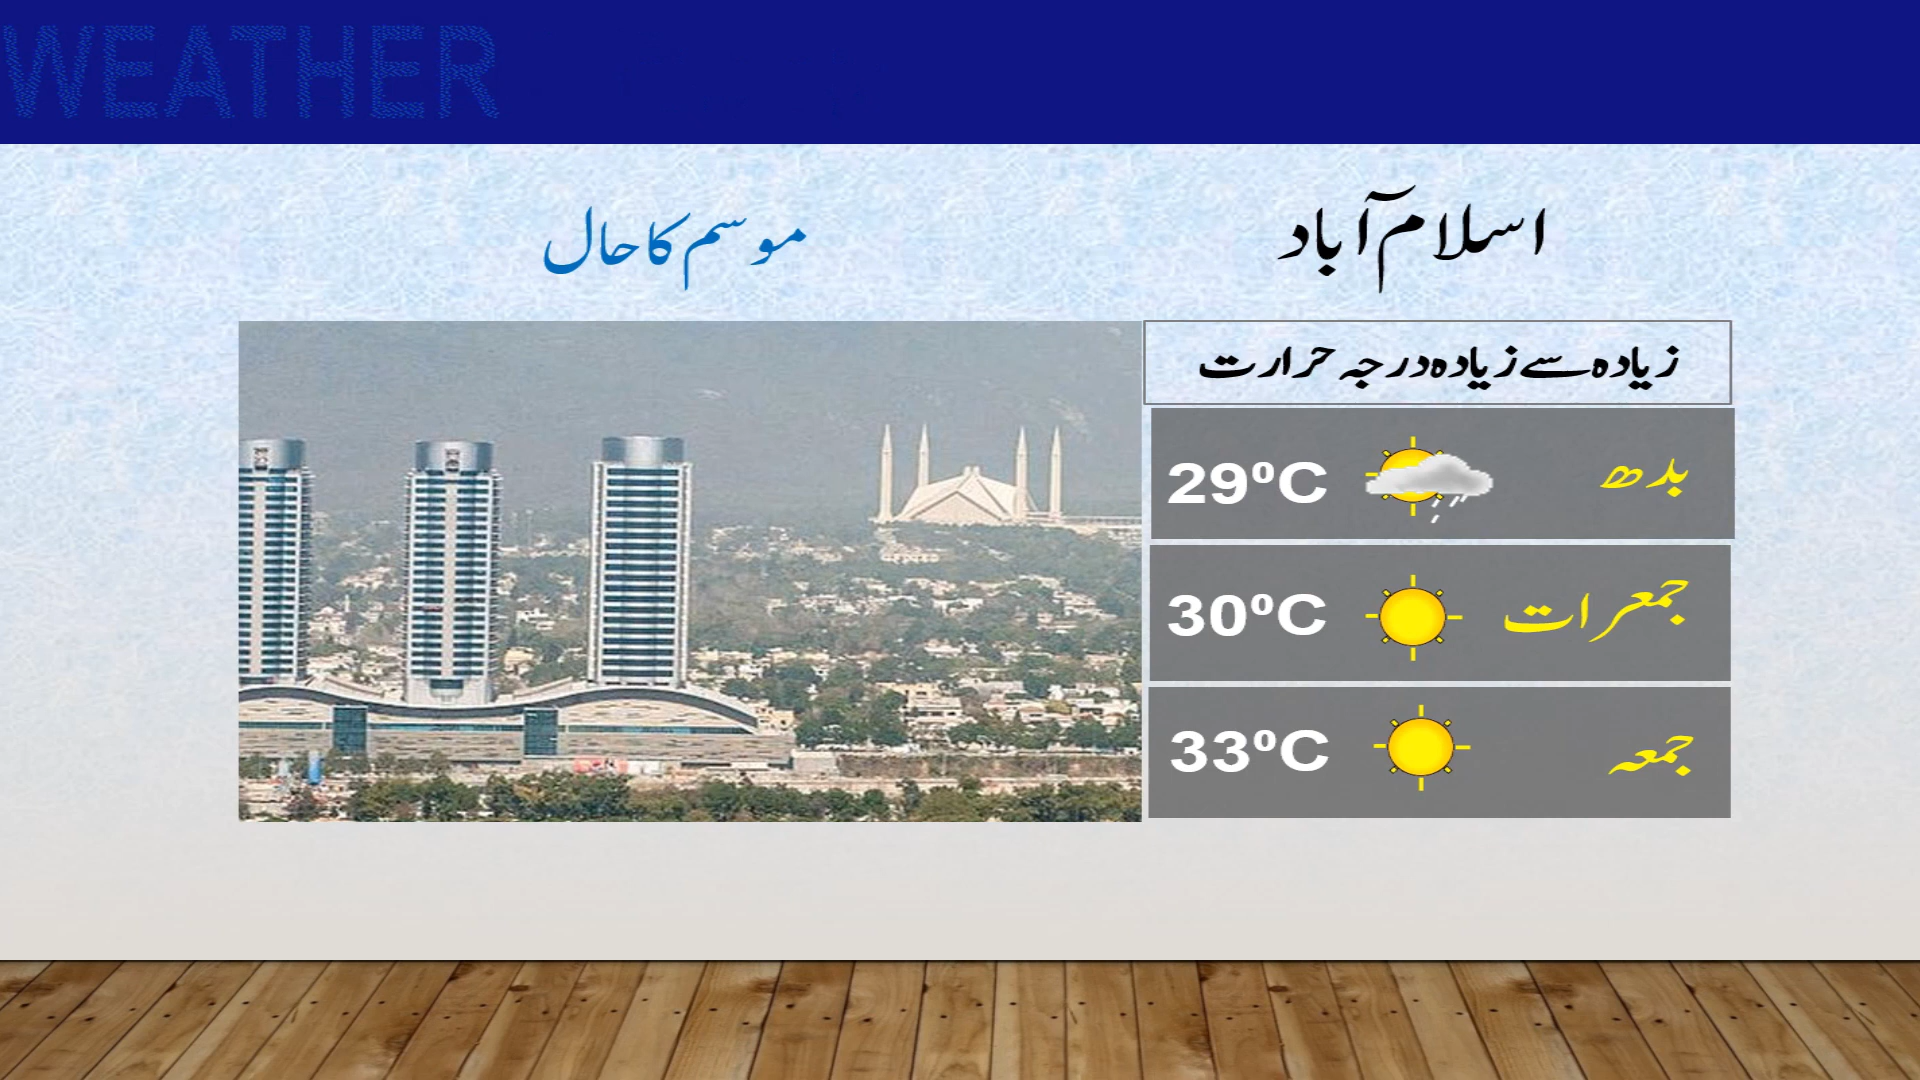 WEATHER
اسلام آباد
موسم کا حال
زیادہ سے زیادہ درجہ حرارت
بدھ 29ºC
جمعرات 30ºC
جمعہ 33ºC